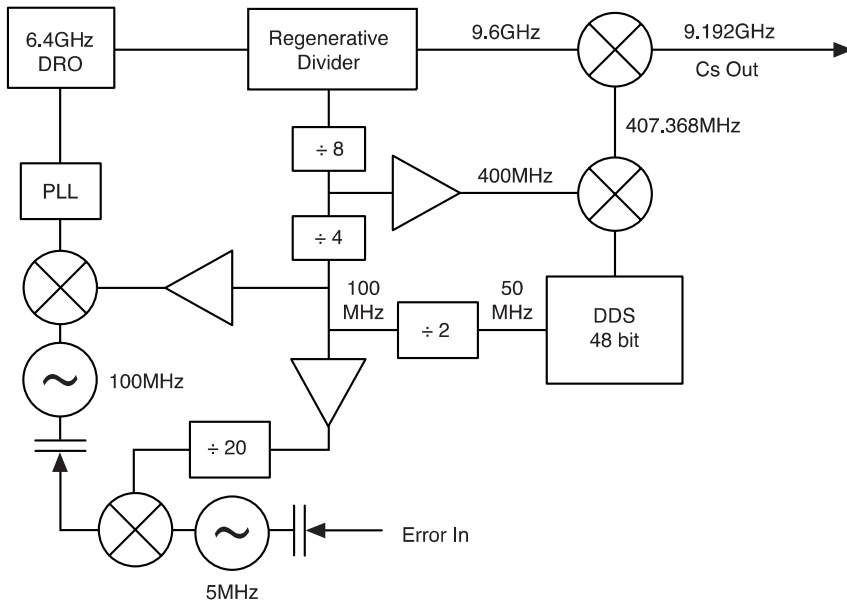 6.4GHz
DRO
Regenerative
Divider
9.6GHz
9.192GHz
Cs Out
÷ 8
407.368MHz
PLL
400MHz
÷ 4
100
MHz
50
MHz
÷ 2
DDS
48 bit
100MHz
÷ 20
Error In
5MHz